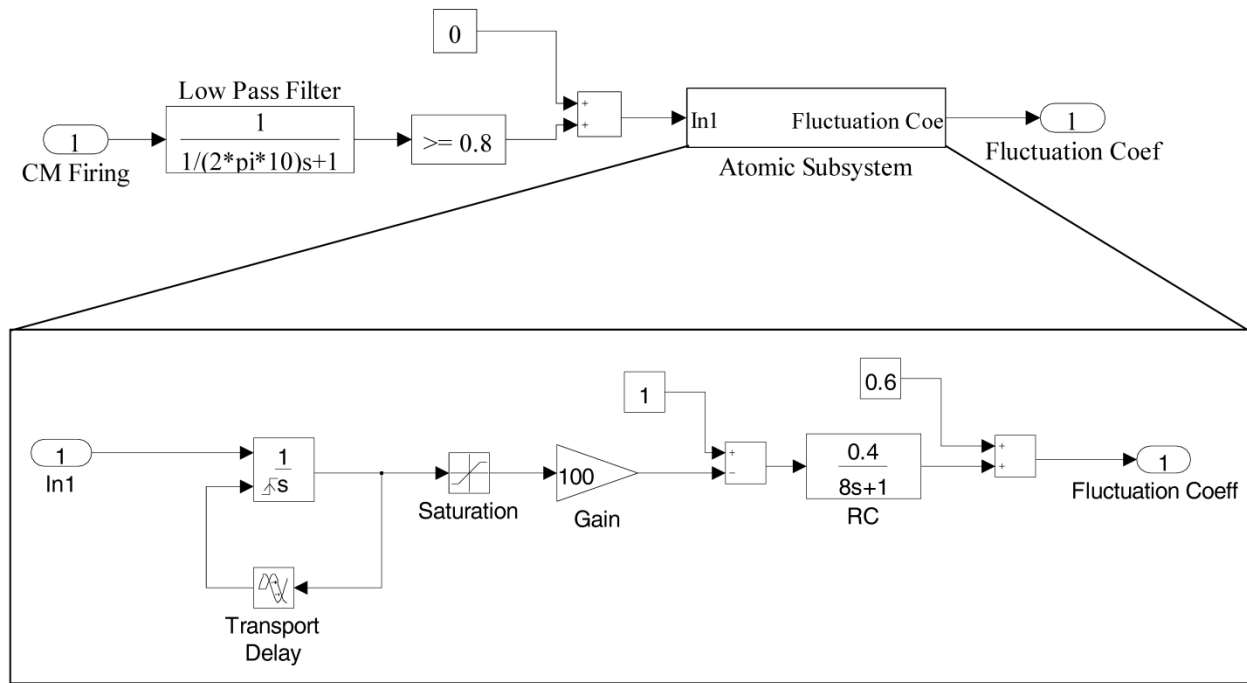 0
Low Pass Filter
1
CM Firing
1
1/(2*pi*10)s+1
>= 0.8
+
+
In1
Fluctuation Coe
Atomic Subsystem
1
Fluctuation Coef
1
In1
1
s
Transport
Delay
Saturation
100
Gain
1
+
−
0.4
8s+1
RC
0.6
+
+
1
Fluctuation Coeff